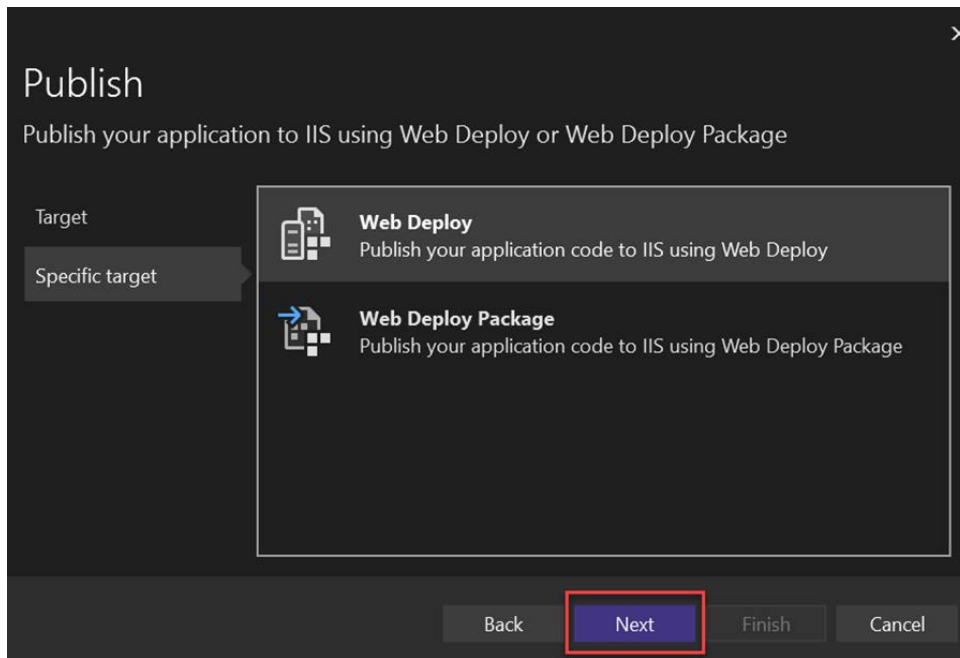 Publish
Publish your application to IIS using Web Deploy or Web Deploy Package
Target
Specific target
Web Deploy
Publish your application code to IIS using Web Deploy
Web Deploy Package
Publish your application code to IIS using Web Deploy Package
Back
Next
Finish
Cancel